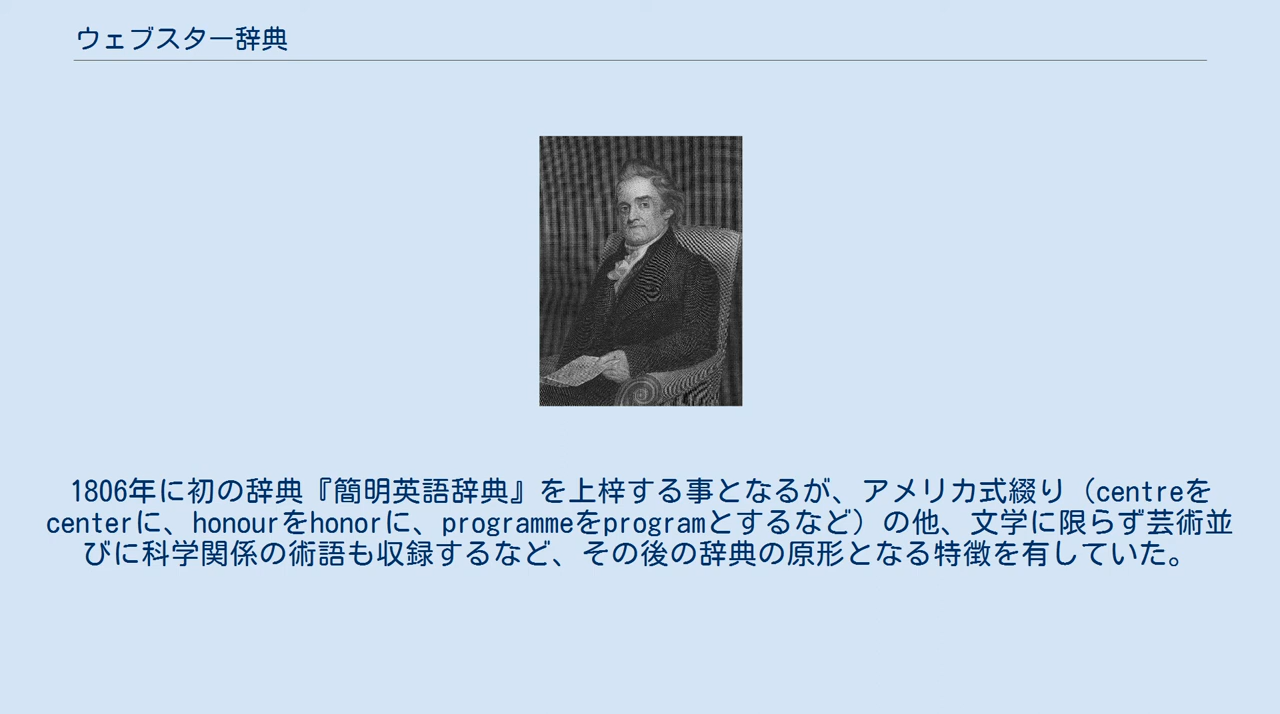 ウェブスター辞典
1806年に初の辞典『簡明英語辞典』を上梓する事となるが、アメリカ式綴り（centreを
centerに、honourをhonorに、programmeをprogramとするなど）の他、文学に限らず芸術並
びに科学関係の術語も収録するなど、その後の辞典の原形となる特徴を有していた。